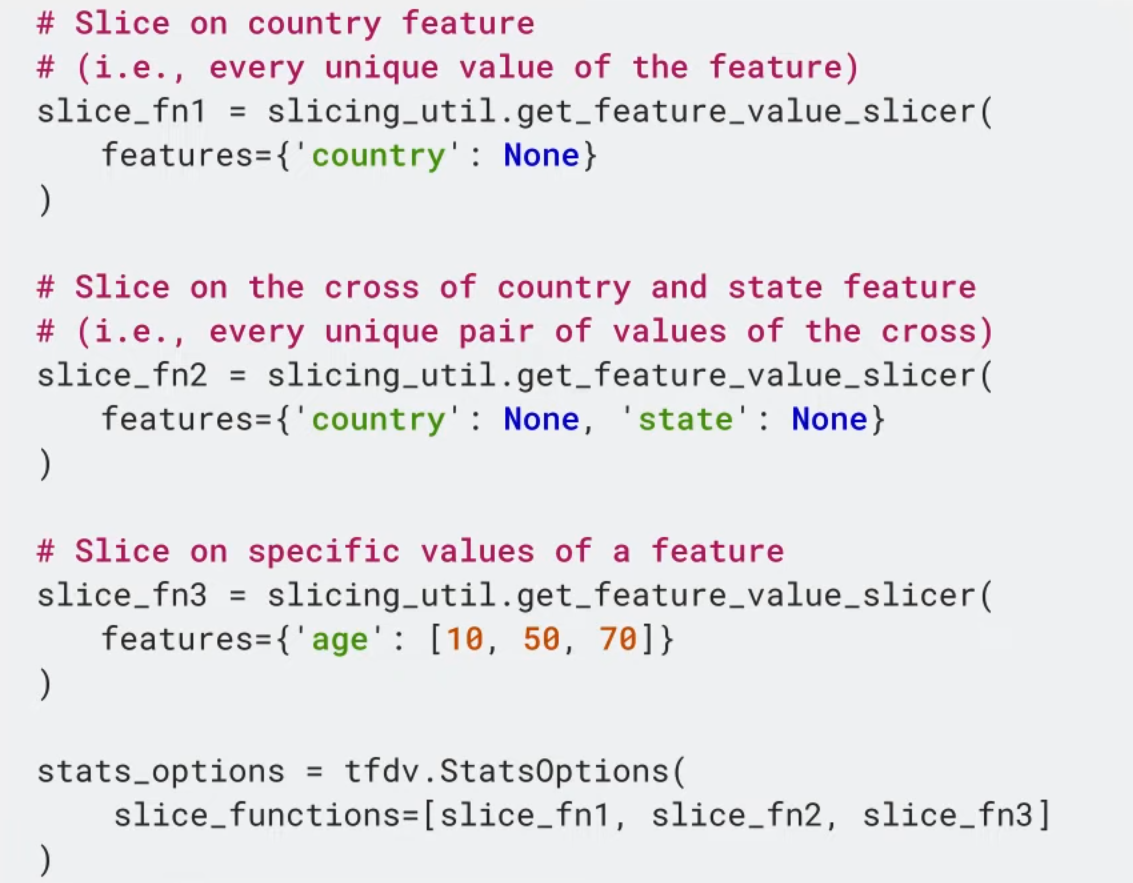 # Slice on country feature
# (i.e., every unique value of the feature)
slice_fn1 = slicing_util.get_feature_value_slicer(
    features={'country': None}
)

# Slice on the cross of country and state feature
# (i.e., every unique pair of values of the cross)
slice_fn2 = slicing_util.get_feature_value_slicer(
    features={'country': None, 'state': None}
)

# Slice on specific values of a feature
slice_fn3 = slicing_util.get_feature_value_slicer(
    features={'age': [10, 50, 70]}
)

stats_options = tfdv.StatsOptions(
    slice_functions=[slice_fn1, slice_fn2, slice_fn3]
)